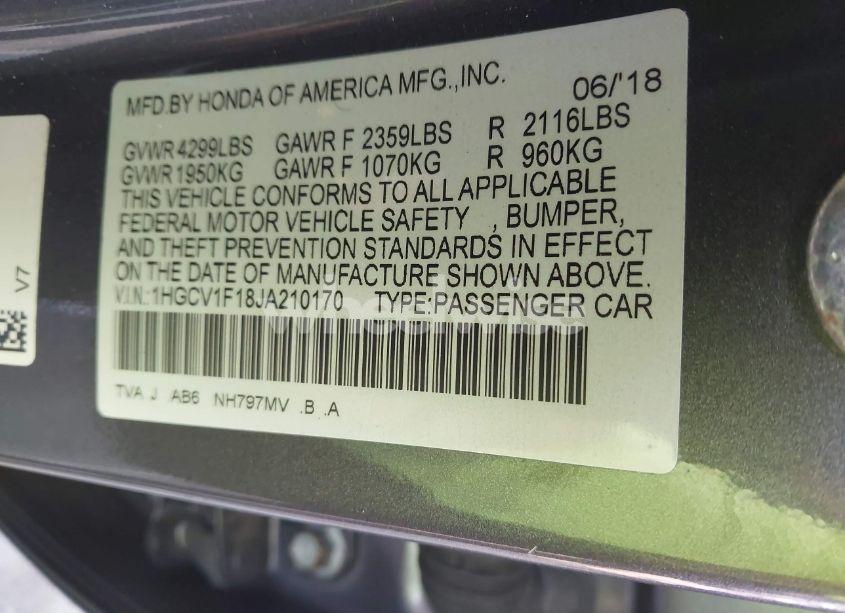 MFD.BY HONDA OF AMERICA MFG.,INC. 06/'18
GVWR 4299LBS GAWR F 2359LBS R 2116LBS
GVWR 1950KG GAWR F 1070KG R 960KG
THIS VEHICLE CONFORMS TO ALL APPLICABLE
FEDERAL MOTOR VEHICLE SAFETY , BUMPER,
AND THEFT PREVENTION STANDARDS IN EFFECT
ON THE DATE OF MANUFACTURE SHOWN ABOVE.
V.I.N.:1HGCV1F18JA210170 TYPE:PASSENGER CAR
TVA J AB6 NH797MV .B .A
V7